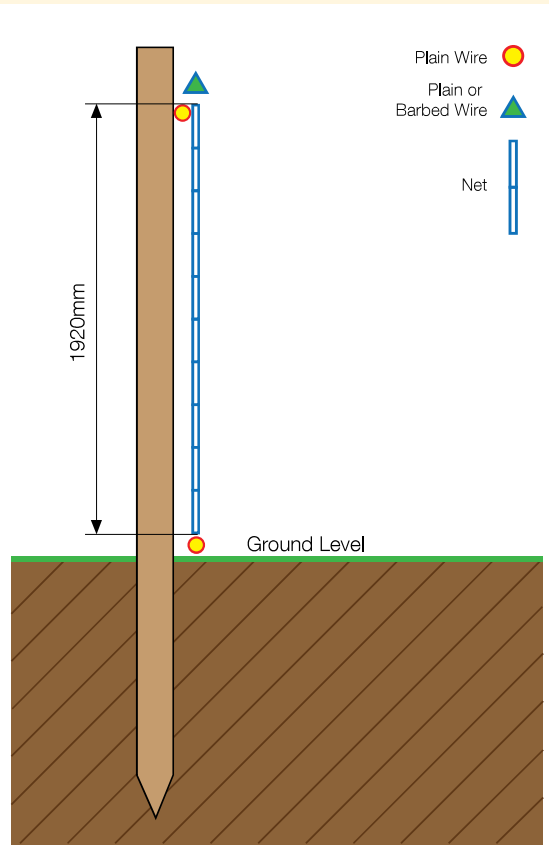 Plain Wire
Plain or
Barbed Wire
Net
1920mm
Ground Level